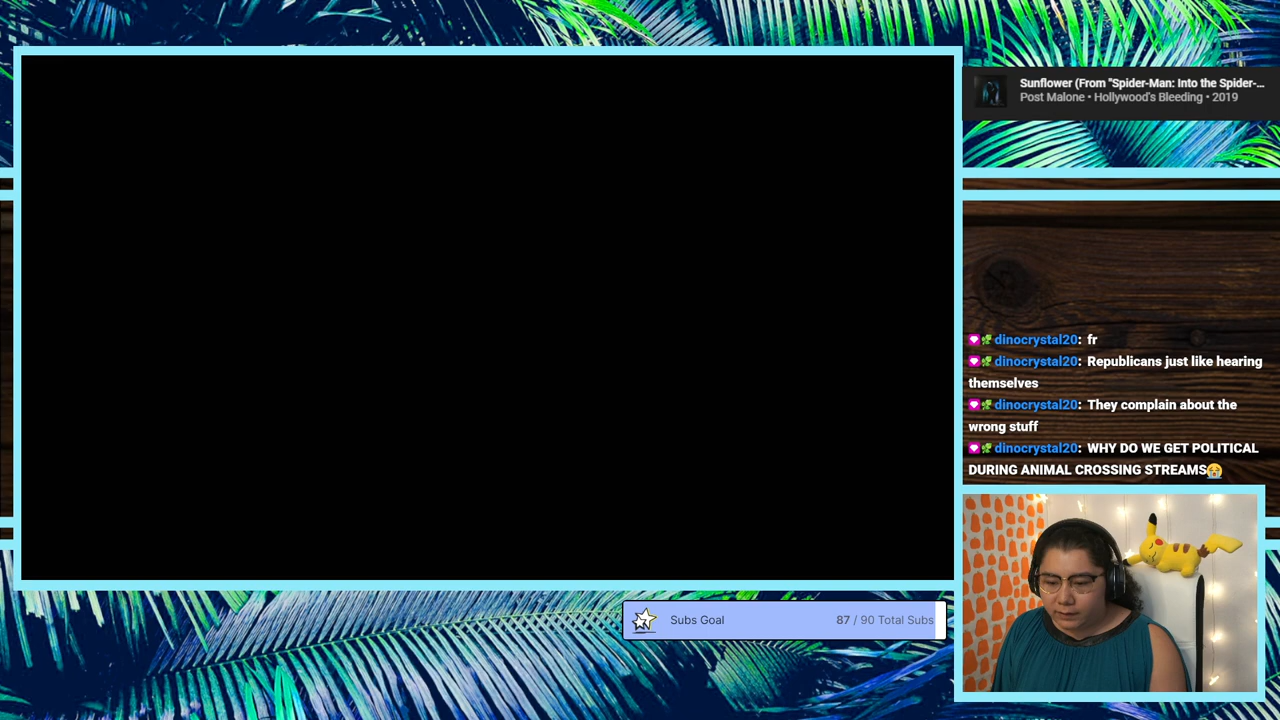 Sunflower (From "Spider-Man: Into the Spider-...
Post Malone • Hollywood's Bleeding • 2019
dinocrystal20: fr
dinocrystal20: Republicans just like hearing
themselves
dinocrystal20: They complain about the
wrong stuff
dinocrystal20: WHY DO WE GET POLITICAL
DURING ANIMAL CROSSING STREAMS😭
Subs Goal 87 / 90 Total Subs